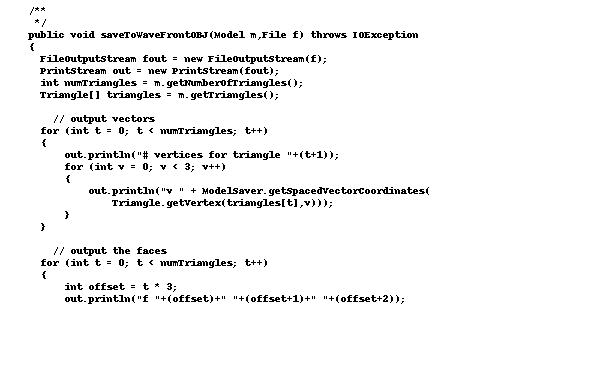 /**
 */
public void saveToWaveFrontOBJ(Model m,File f) throws IOException
{
  FileOutputStream fout = new FileOutputStream(f);
  PrintStream out = new PrintStream(fout);
  int numTriangles = m.getNumberOfTriangles();
  Triangle[] triangles = m.getTriangles();

    // output vectors
  for (int t = 0; t < numTriangles; t++)
  {
      out.println("# vertices for triangle "+(t+1));
      for (int v = 0; v < 3; v++)
      {
          out.println("v " + ModelSaver.getSpacedVectorCoordinates(
              Triangle.getVertex(triangles[t],v)));
      }
  }

    // output the faces
  for (int t = 0; t < numTriangles; t++)
  {
      int offset = t * 3;
      out.println("f "+(offset)+" "+(offset+1)+" "+(offset+2));